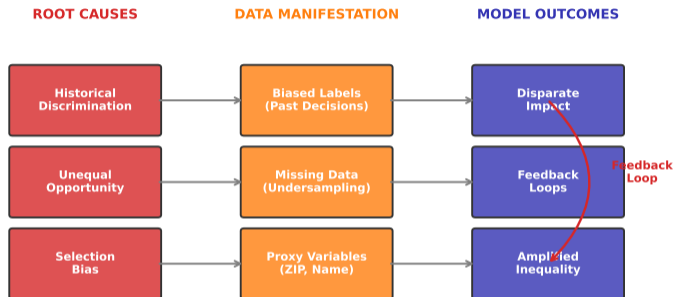 ROOT CAUSES
DATA MANIFESTATION
MODEL OUTCOMES
Historical
Discrimination
Biased Labels
(Past Decisions)
Disparate
Impact
Unequal
Opportunity
Missing Data
(Undersampling)
Feedback
Loops
Feedback
Loop
Selection
Bias
Proxy Variables
(ZIP, Name)
Amplified
Inequality